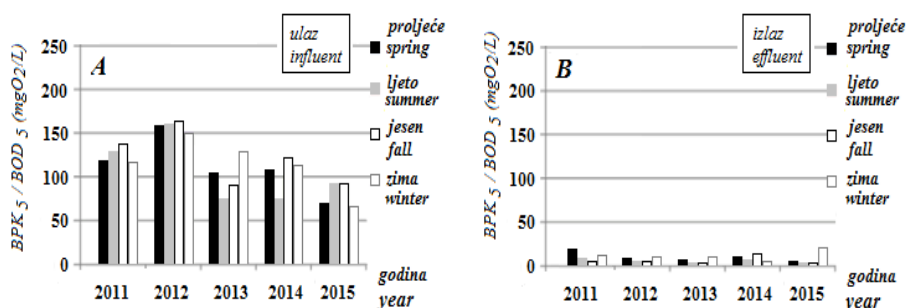 BPK 5 / BOD 5 (mgO2/L)
250
200
150
100
50
0
A
ulaz
influent
proljeće
spring
ljeto
summer
jesen
fall
zima
winter
2011 2012 2013 2014 2015
godina
year
BPK 5 / BOD 5 (mgO2/L)
250
200
150
100
50
0
B
izlaz
effluent
proljeće
spring
ljeto
summer
jesen
fall
zima
winter
2011 2012 2013 2014 2015
godina
year